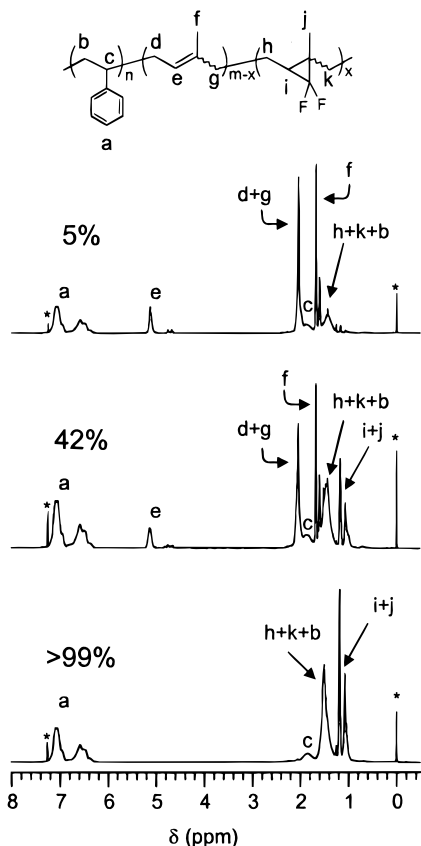 f j
b d h
c
n e g m-x i k x
F F
a
f
d+g
5%
h+k+b
a e c
* *
f h+k+b
42% d+g i+j
a
* e c *
>99% h+k+b i+j
a
* c *
8 7 6 5 4 3 2 1 0
δ (ppm)